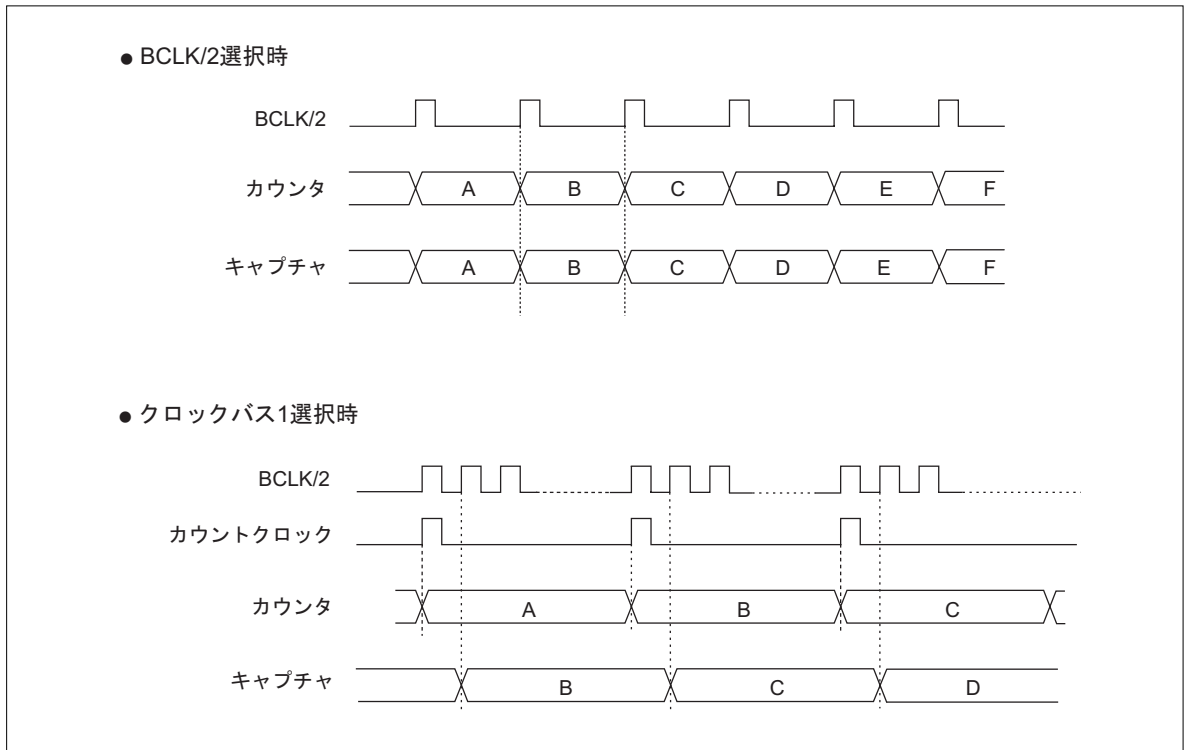 ● BCLK/2選択時
BCLK/2
カウンタ A B C D E F
キャプチャ A B C D E F
● クロックバス1選択時
BCLK/2
カウントクロック
カウンタ A B C
キャプチャ B C D